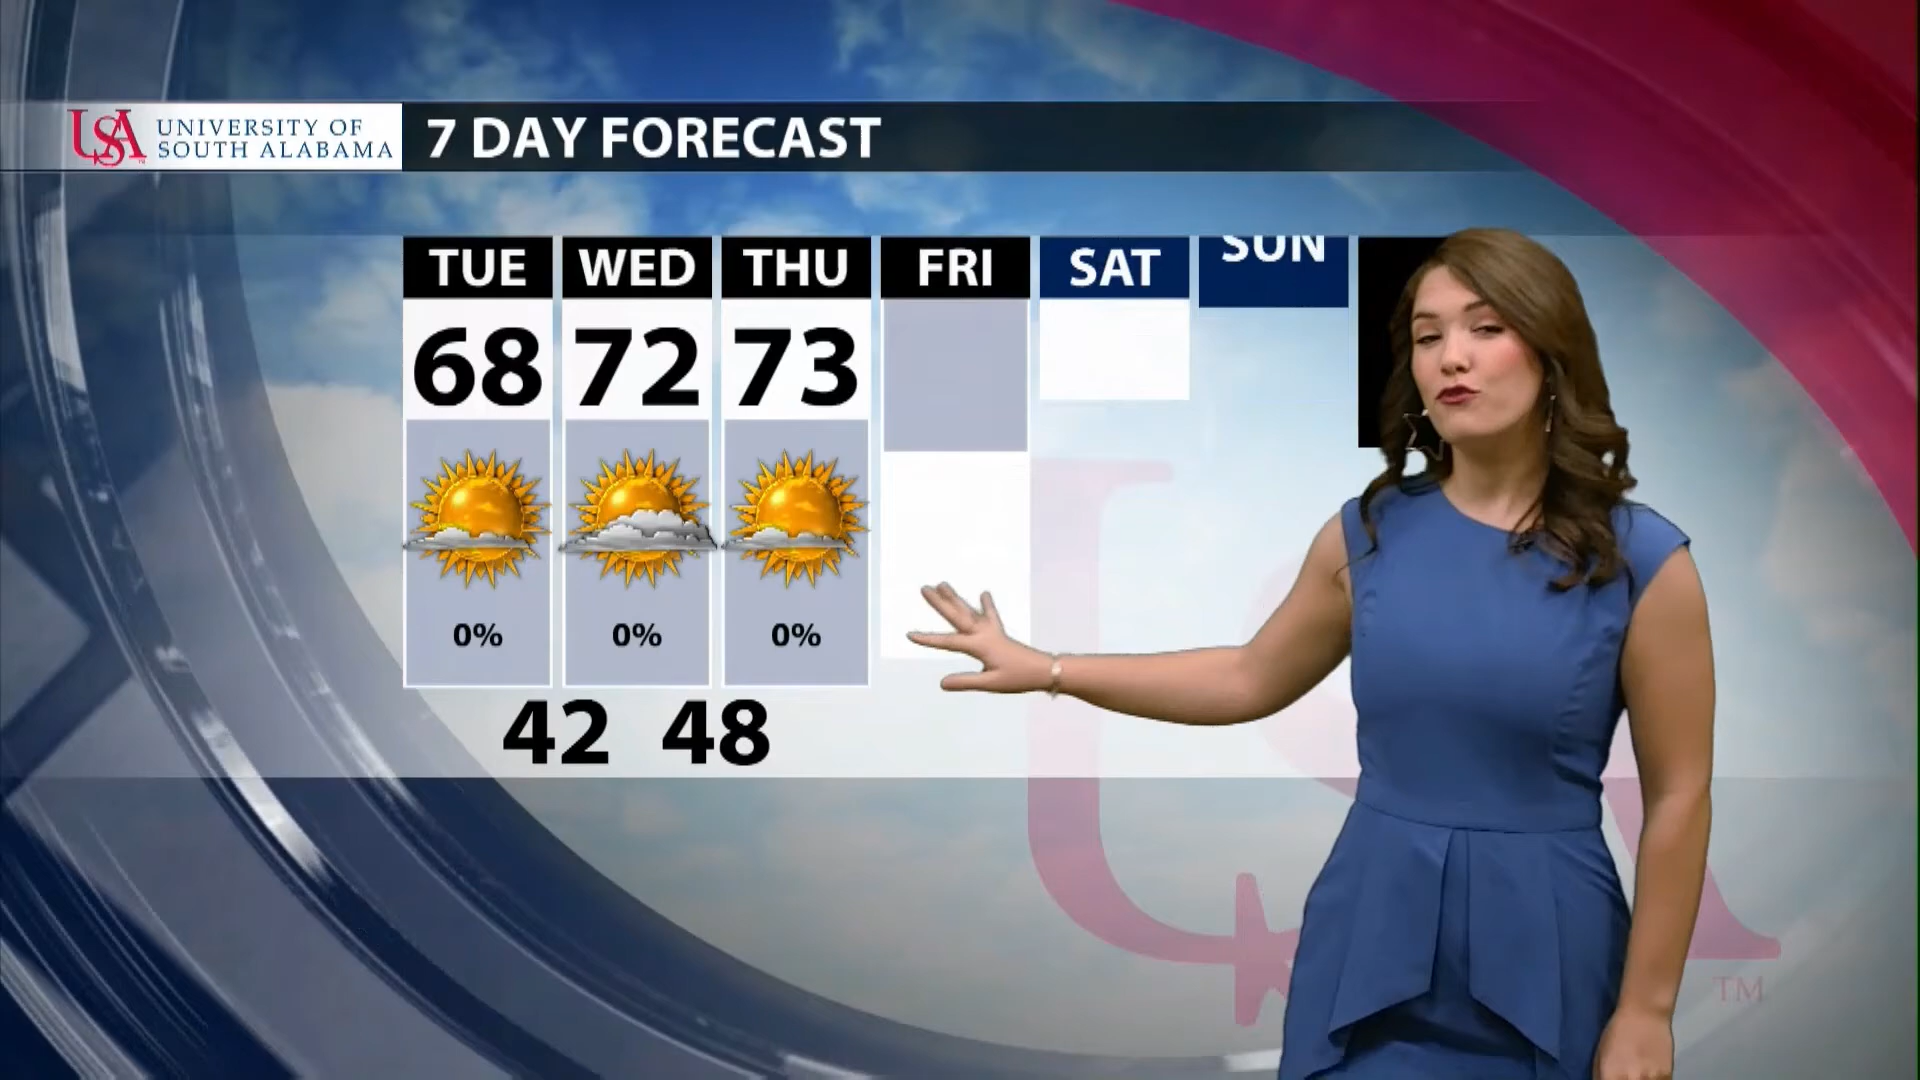 USA UNIVERSITY OF
SOUTH ALABAMA
7 DAY FORECAST
TUE WED THU FRI SAT SUN
68 72 73
0% 0% 0%
42 48
USA
TM